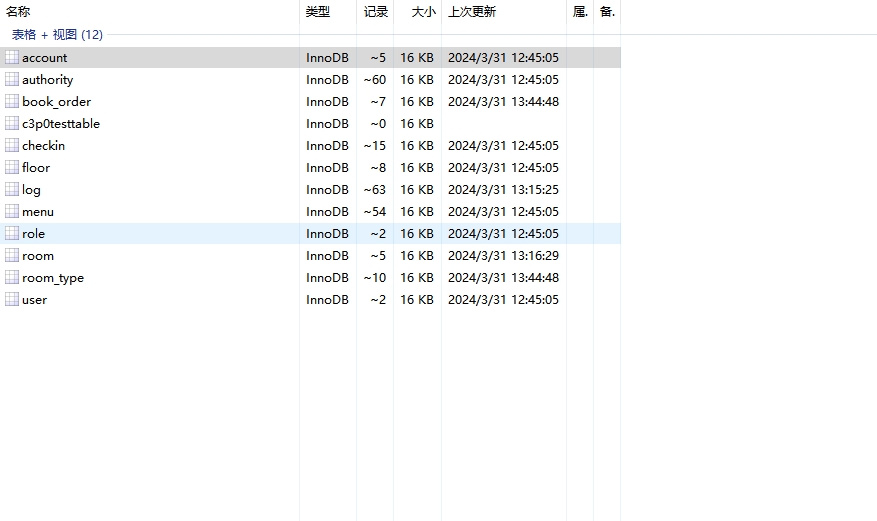 名称 类型 记录 大小 上次更新 属. 备.
表格 + 视图 (12)
account InnoDB ~5 16 KB 2024/3/31 12:45:05
authority InnoDB ~60 16 KB 2024/3/31 12:45:05
book_order InnoDB ~7 16 KB 2024/3/31 13:44:48
c3p0testtable InnoDB ~0 16 KB
checkin InnoDB ~15 16 KB 2024/3/31 12:45:05
floor InnoDB ~8 16 KB 2024/3/31 12:45:05
log InnoDB ~63 16 KB 2024/3/31 13:15:25
menu InnoDB ~54 16 KB 2024/3/31 12:45:05
role InnoDB ~2 16 KB 2024/3/31 12:45:05
room InnoDB ~5 16 KB 2024/3/31 13:16:29
room_type InnoDB ~10 16 KB 2024/3/31 13:44:48
user InnoDB ~2 16 KB 2024/3/31 12:45:05